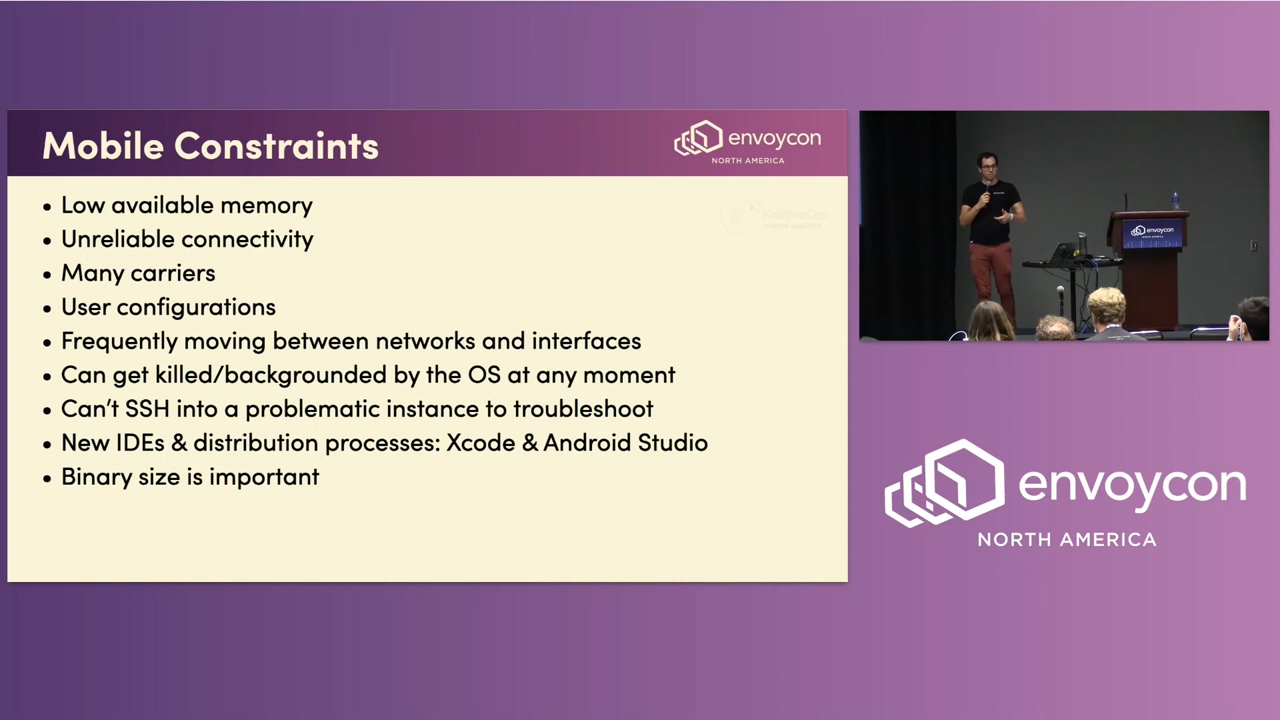 Mobile Constraints
envoycon
NORTH AMERICA
• Low available memory
• Unreliable connectivity
• Many carriers
• User configurations
• Frequently moving between networks and interfaces
• Can get killed/backgrounded by the OS at any moment
• Can’t SSH into a problematic instance to troubleshoot
• New IDEs & distribution processes: Xcode & Android Studio
• Binary size is important
envoycon
envoycon
NORTH AMERICA